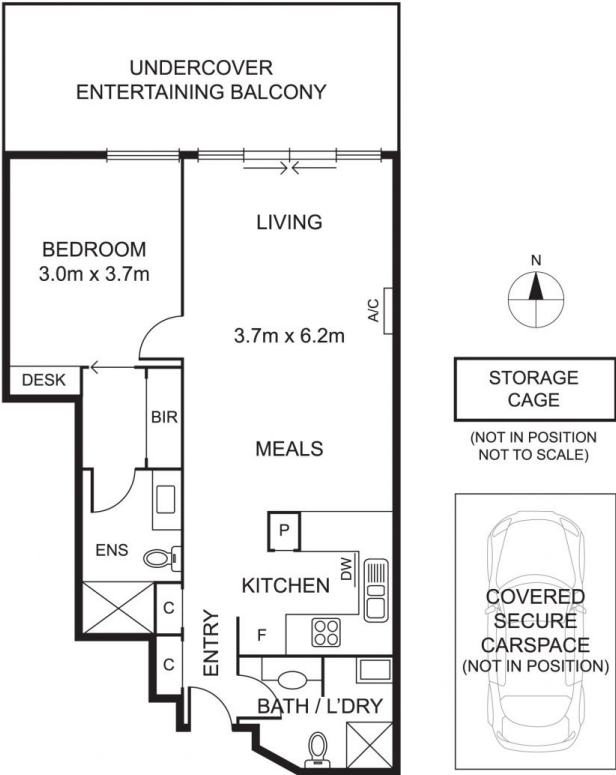 UNDERCOVER
ENTERTAINING BALCONY
LIVING
BEDROOM
3.0m x 3.7m
N
A/C
3.7m x 6.2m
DESK
STORAGE
CAGE
BIR
(NOT IN POSITION
NOT TO SCALE)
MEALS
P
ENS
DW
KITCHEN
C
COVERED
SECURE
CARSPACE
(NOT IN POSITION)
F
ENTRY
C
BATH / L'DRY